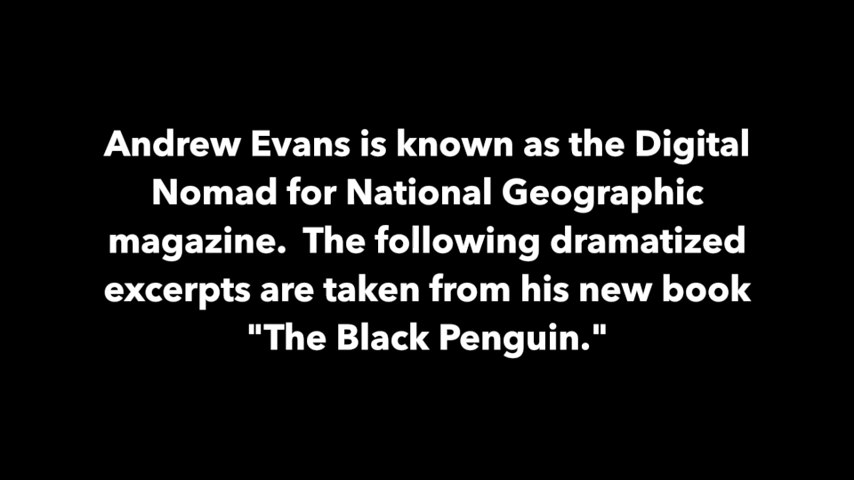 Andrew Evans is known as the Digital
Nomad for National Geographic
magazine.  The following dramatized
excerpts are taken from his new book
"The Black Penguin."